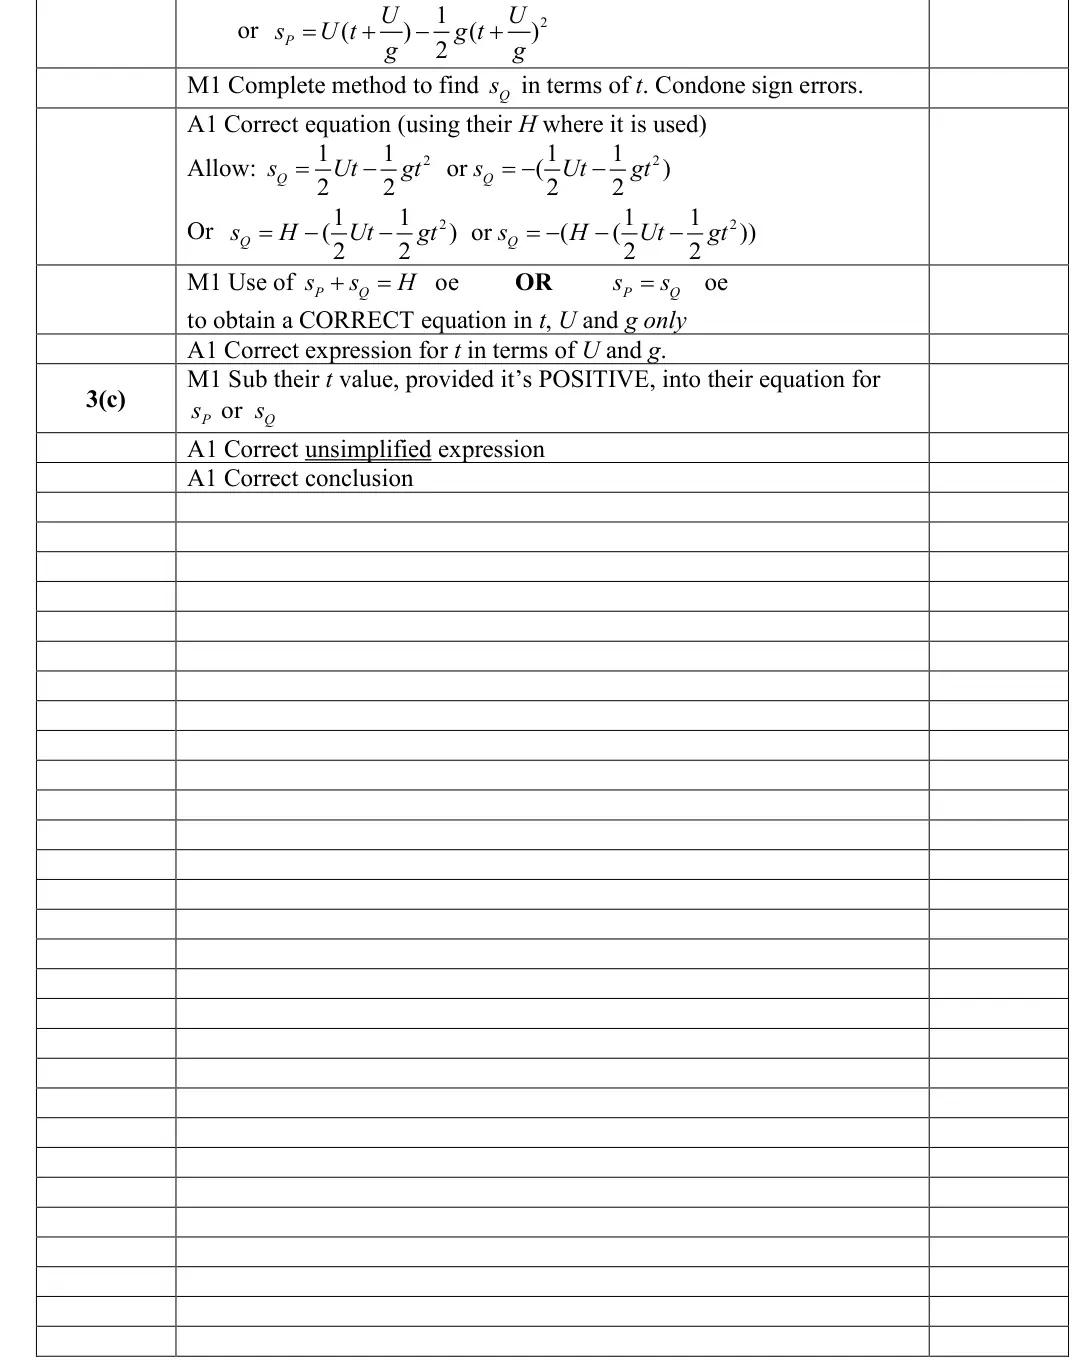 or $s_P = U(t+\frac{U}{g})-\frac{1}{2}g(t+\frac{U}{g})^2$
M1 Complete method to find $s_Q$ in terms of t. Condone sign errors.
A1 Correct equation (using their H where it is used)
Allow: $s_Q = \frac{1}{2}Ut-\frac{1}{2}gt^2$ or $s_Q = -(\frac{1}{2}Ut-\frac{1}{2}gt^2)$
Or $s_Q = H-(\frac{1}{2}Ut-\frac{1}{2}gt^2)$ or $s_Q = -(H-(\frac{1}{2}Ut-\frac{1}{2}gt^2))$
M1 Use of $s_P + s_Q = H$ oe OR $s_P = s_Q$ oe
to obtain a CORRECT equation in t, U and g only
A1 Correct expression for t in terms of U and g.
3(c)
M1 Sub their t value, provided it’s POSITIVE, into their equation for
$s_P$ or $s_Q$
A1 Correct unsimplified expression
A1 Correct conclusion